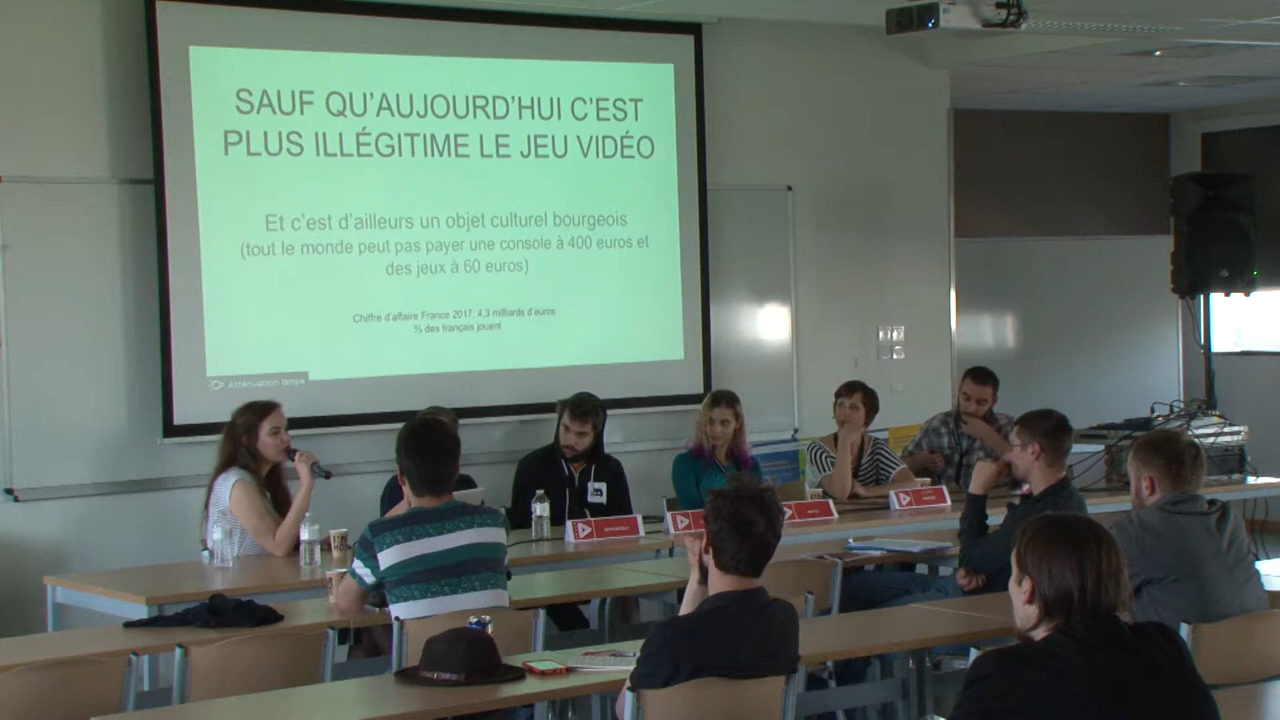 SAUF QU'AUJOURD'HUI C'EST
PLUS ILLÉGITIME LE JEU VIDÉO
Et c'est d'ailleurs un objet culturel bourgeois
(tout le monde peut pas payer une console à 400 euros et
des jeux à 60 euros)
Chiffre d'affaire France 2017: 4,3 milliards d'euros
des français jouent
Atténuation lampe